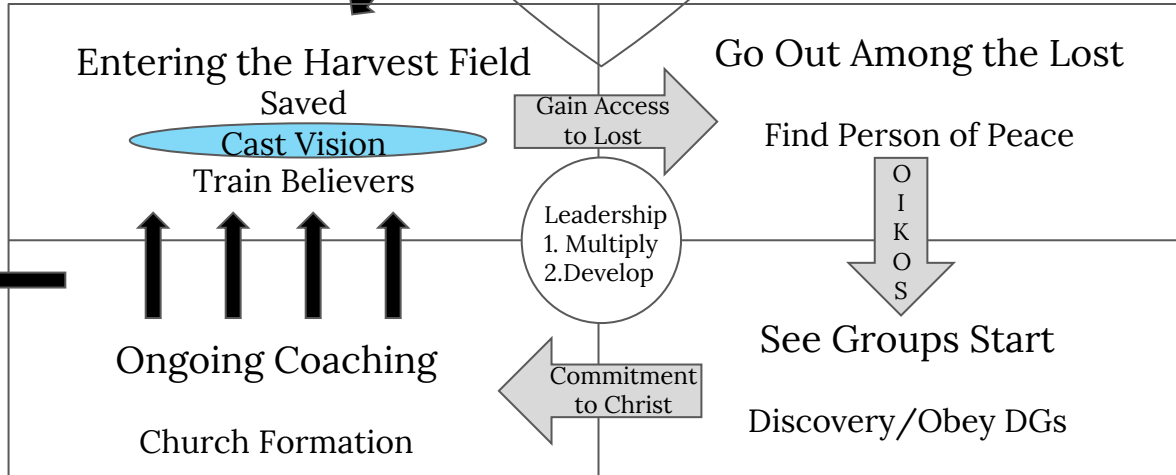 Entering the Harvest Field
Saved
Cast Vision
Train Believers
Gain Access
to Lost
Go Out Among the Lost
Find Person of Peace
O
I
K
O
S
Leadership
1. Multiply
2.Develop
See Groups Start
Discovery/Obey DGs
Commitment
to Christ
Ongoing Coaching
Church Formation